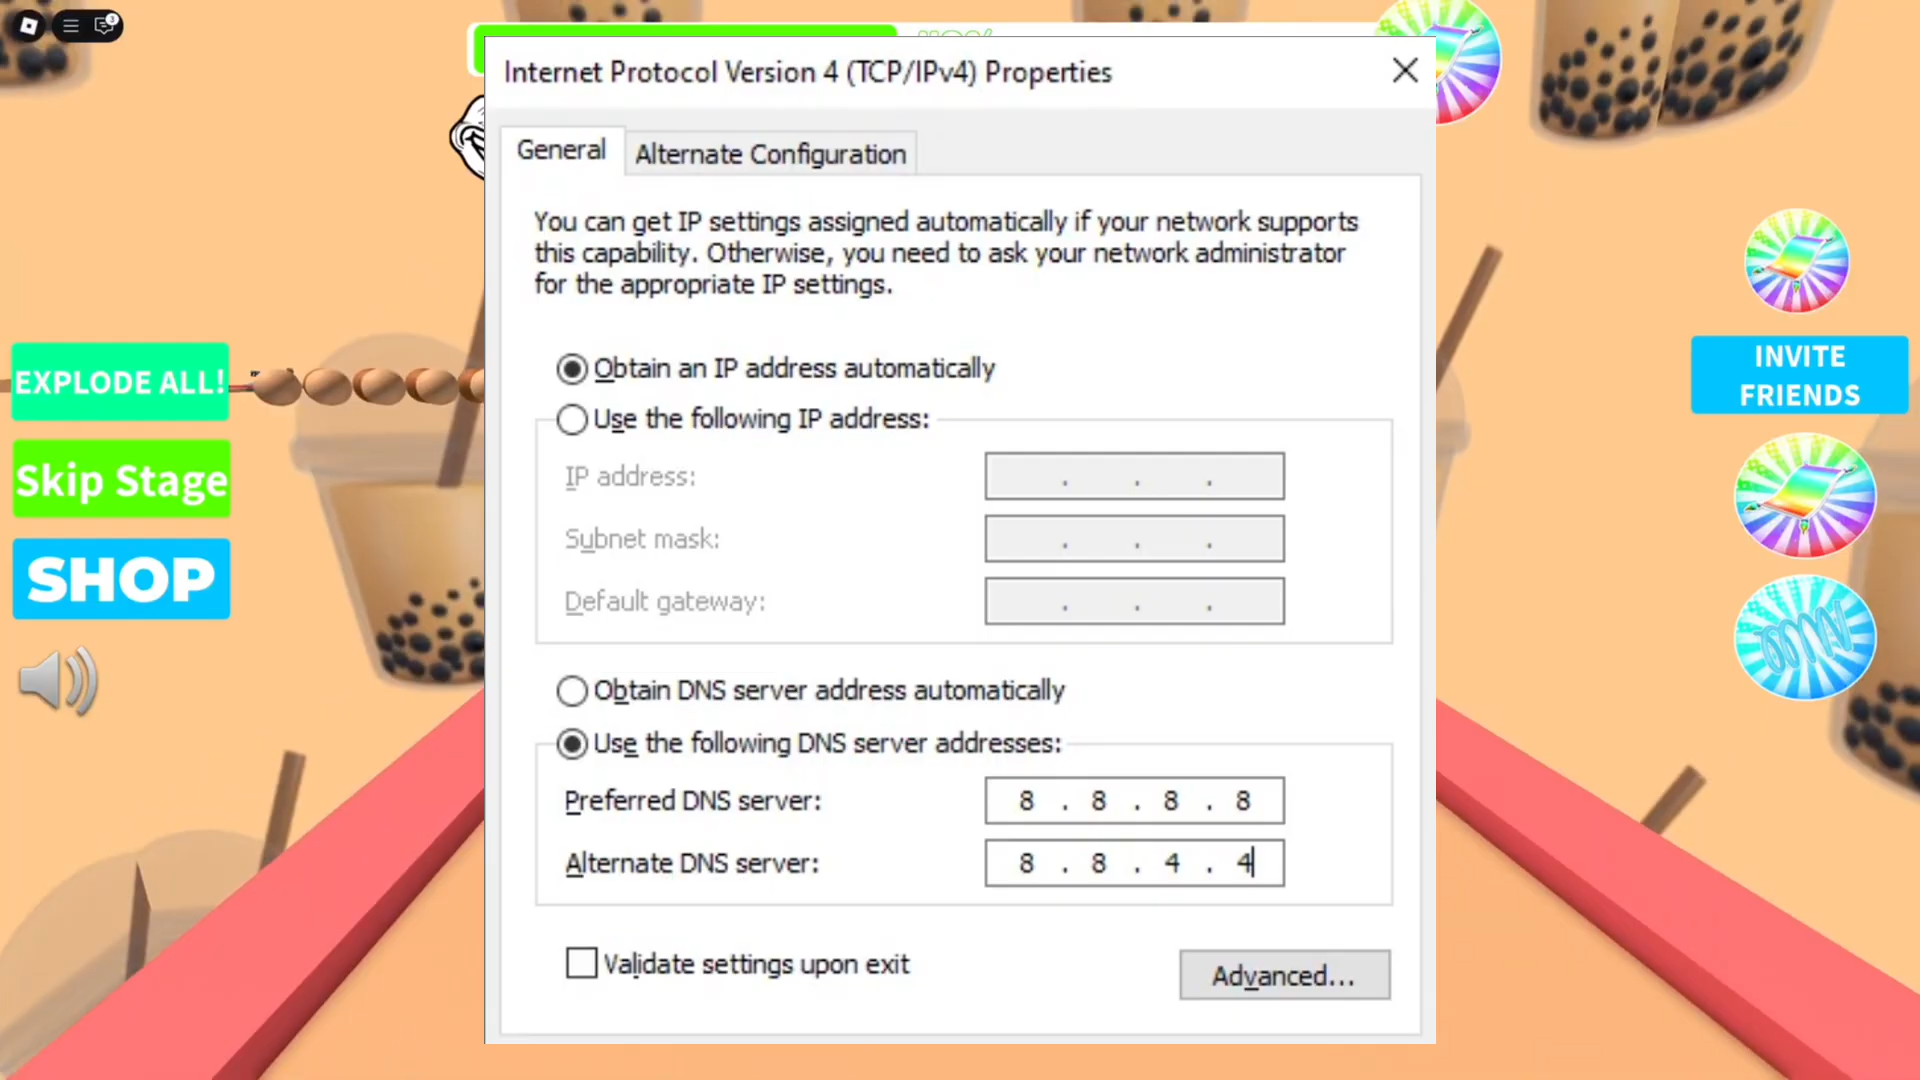 3
Internet Protocol Version 4 (TCP/IPv4) Properties
General
Alternate Configuration
You can get IP settings assigned automatically if your network supports
this capability. Otherwise, you need to ask your network administrator
for the appropriate IP settings.
Obtain an IP address automatically
Use the following IP address:
IP address:
. . .
Subnet mask:
. . .
Default gateway:
. . .
Obtain DNS server address automatically
Use the following DNS server addresses:
Preferred DNS server:
8 . 8 . 8 . 8
Alternate DNS server:
8 . 8 . 4 . 4
Validate settings upon exit
Advanced...
EXPLODE ALL!
Skip Stage
SHOP
INVITE
FRIENDS